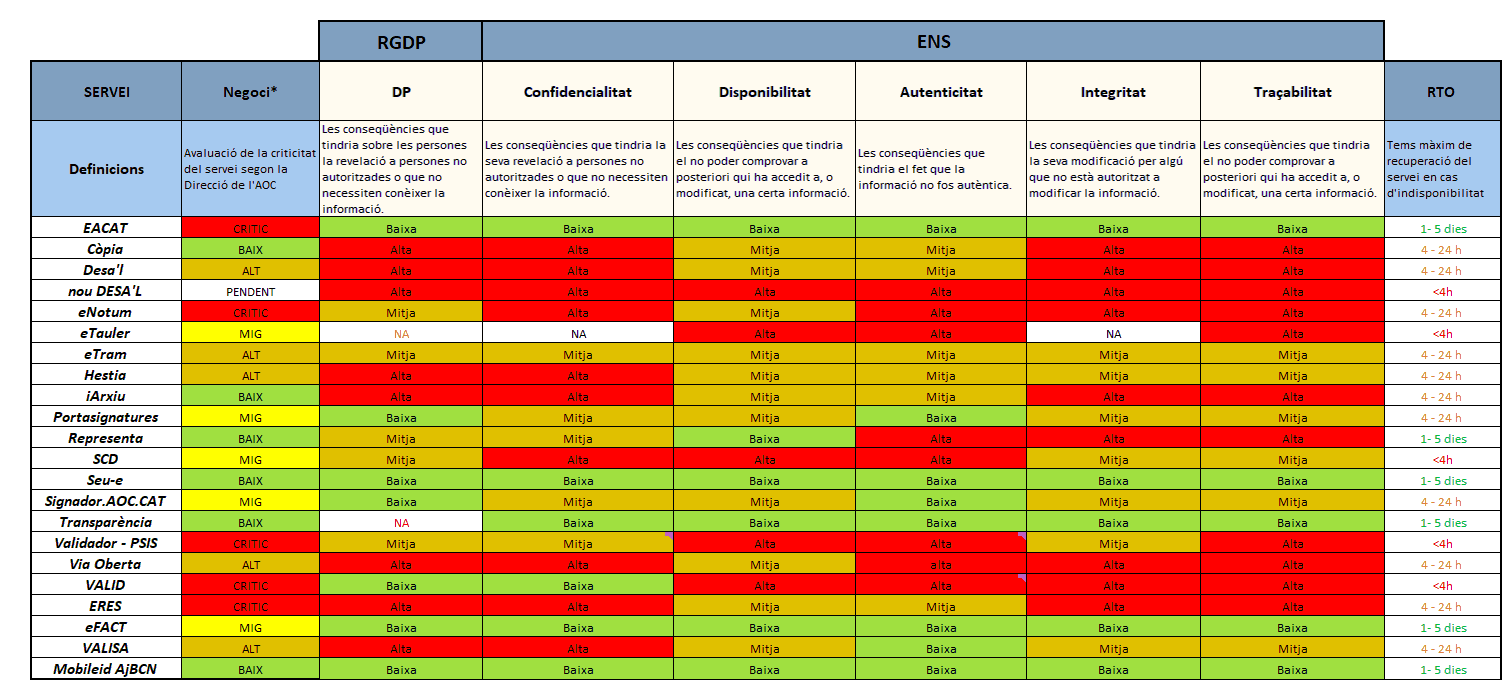 RGDP ENS
SERVEI Negoci* DP Confidencialitat Disponibilitat Autenticitat Integritat Traçabilitat RTO
Definicions
Avaluació de la criticitat
del servei segon la
Direcció de l'AOC
Les conseqüències que
tindria sobre les persones
la revelació a persones no
autoritzades o que no
necessiten conèixer la
informació.
Les conseqüències que tindria la
seva revelació a persones no
autoritzades o que no necessiten
conèixer la informació.
Les conseqüències que tindria
el no poder comprovar a
posteriori qui ha accedit a, o
modificat, una certa informació.
Les conseqüències que
tindria el fet que la
informació no fos autèntica.
Les conseqüències que tindria
la seva modificació per algú
que no està autoritzat a
modificar la informació.
Les conseqüències que tindria
el no poder comprovar a
posteriori qui ha accedit a, o
modificat, una certa informació.
Tems màxim de
recuperació del
servei en cas
d'indisponibilitat
EACAT CRITIC Baixa Baixa Baixa Baixa Baixa Baixa 1- 5 dies
Còpia BAIX Alta Alta Mitja Mitja Alta Alta 4 - 24 h
Desa'l ALT Alta Alta Mitja Mitja Alta Alta 4 - 24 h
nou DESA'L PENDENT Alta Alta Alta Alta Alta Alta <4h
eNotum CRITIC Mitja Alta Mitja Alta Alta Alta 4 - 24 h
eTauler MIG NA NA Alta Alta NA Alta <4h
eTram ALT Mitja Mitja Mitja Mitja Mitja Mitja 4 - 24 h
Hestia ALT Alta Alta Mitja Mitja Mitja Mitja 4 - 24 h
iArxiu BAIX Alta Alta Mitja Mitja Alta Alta 4 - 24 h
Portasignatures MIG Baixa Mitja Mitja Baixa Mitja Mitja 4 - 24 h
Representa BAIX Mitja Mitja Baixa Alta Alta Alta 1- 5 dies
SCD MIG Mitja Alta Alta Alta Mitja Mitja <4h
Seu-e BAIX Baixa Baixa Baixa Baixa Baixa Baixa 1- 5 dies
Signador.AOC.CAT MIG Baixa Mitja Mitja Baixa Mitja Mitja 4 - 24 h
Transparència BAIX NA Baixa Baixa Baixa Baixa Baixa 1- 5 dies
Validador - PSIS CRITIC Mitja Mitja Alta Alta Mitja Alta <4h
Via Oberta ALT Alta Alta Mitja alta Alta Alta 4 - 24 h
VALID CRITIC Baixa Baixa Alta Alta Alta Alta <4h
ERES CRITIC Alta Alta Mitja Mitja Alta Alta 4 - 24 h
eFACT MIG Baixa Baixa Baixa Baixa Baixa Baixa 1- 5 dies
VALISA ALT Alta Alta Mitja Baixa Mitja Mitja 4 - 24 h
Mobileid AjBCN BAIX Baixa Baixa Baixa Baixa Baixa Baixa 1- 5 dies